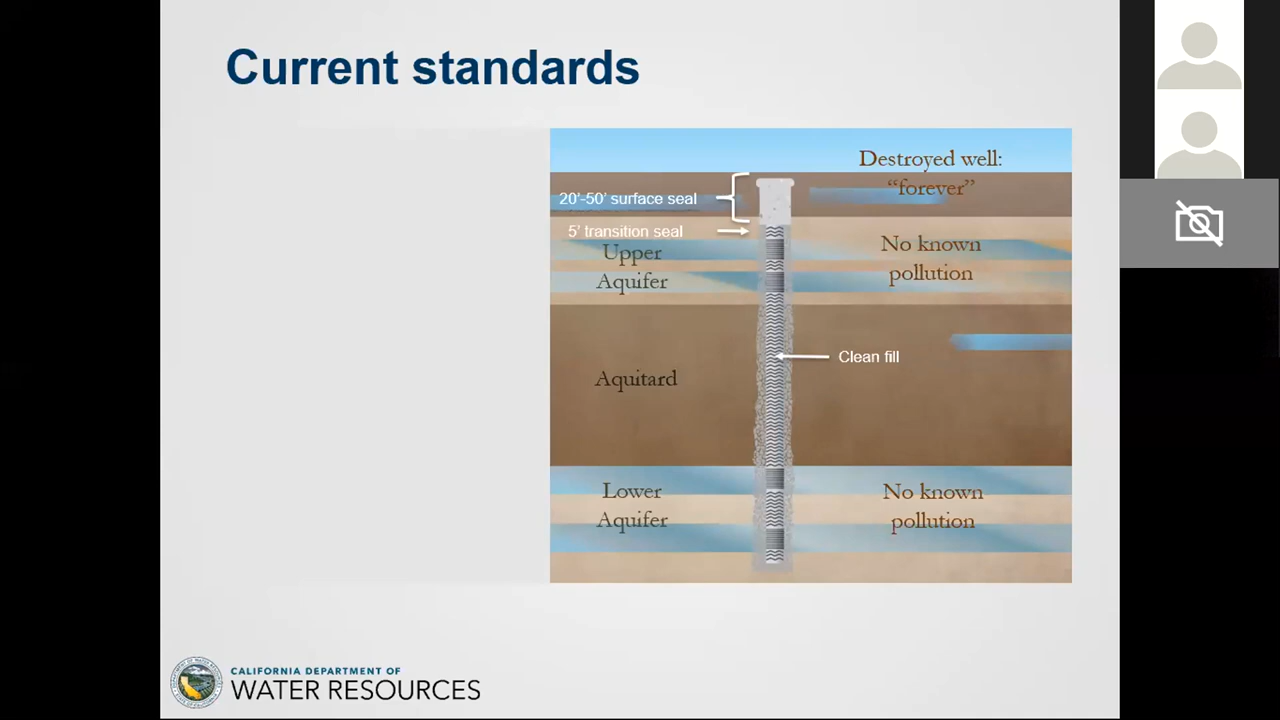 Current standards
Destroyed well:
“forever”
20’-50’ surface seal
5’ transition seal
Upper
Aquifer
No known
pollution
Clean fill
Aquitard
Lower
Aquifer
No known
pollution
CALIFORNIA DEPARTMENT OF
WATER RESOURCES